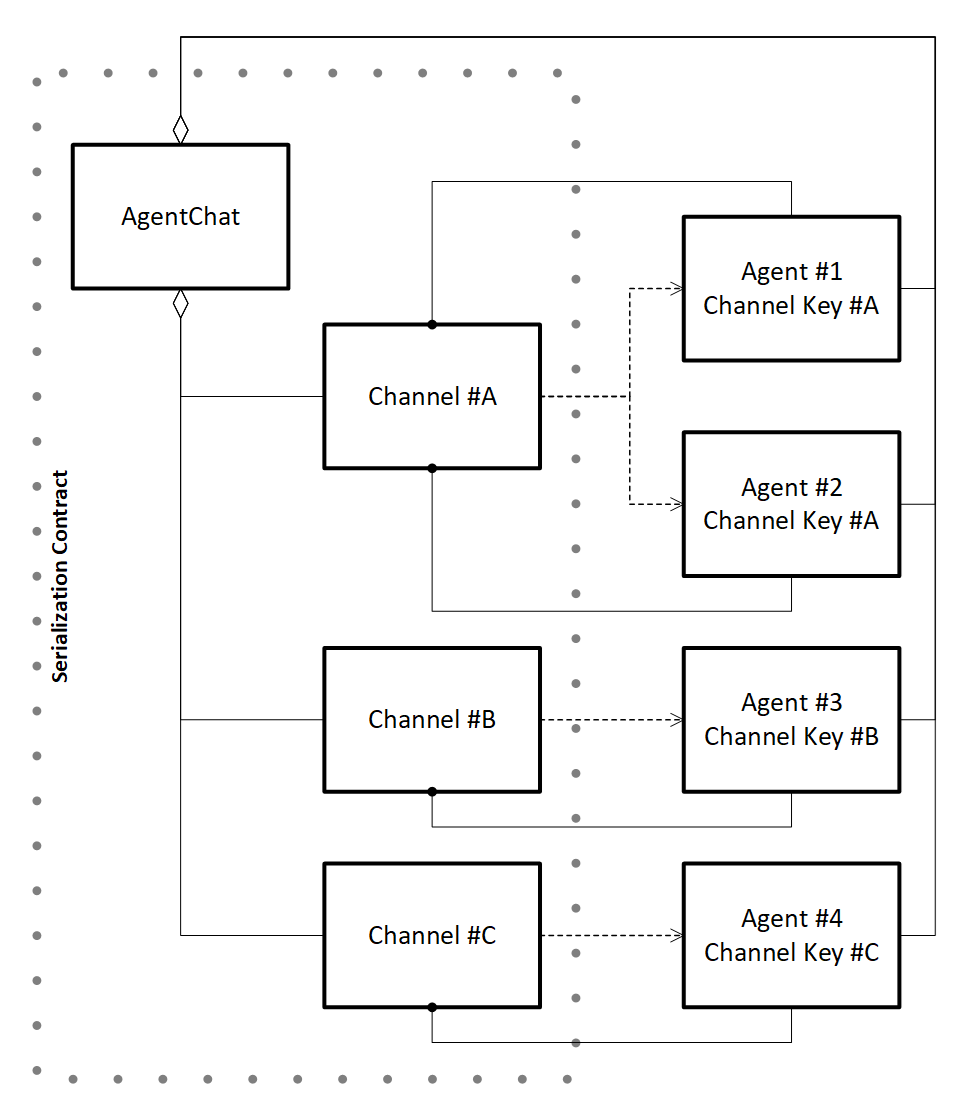 AgentChat
Agent #1
Channel Key #A
Channel #A
Agent #2
Channel Key #A
Serialization Contract
Channel #B
Agent #3
Channel Key #B
Channel #C
Agent #4
Channel Key #C